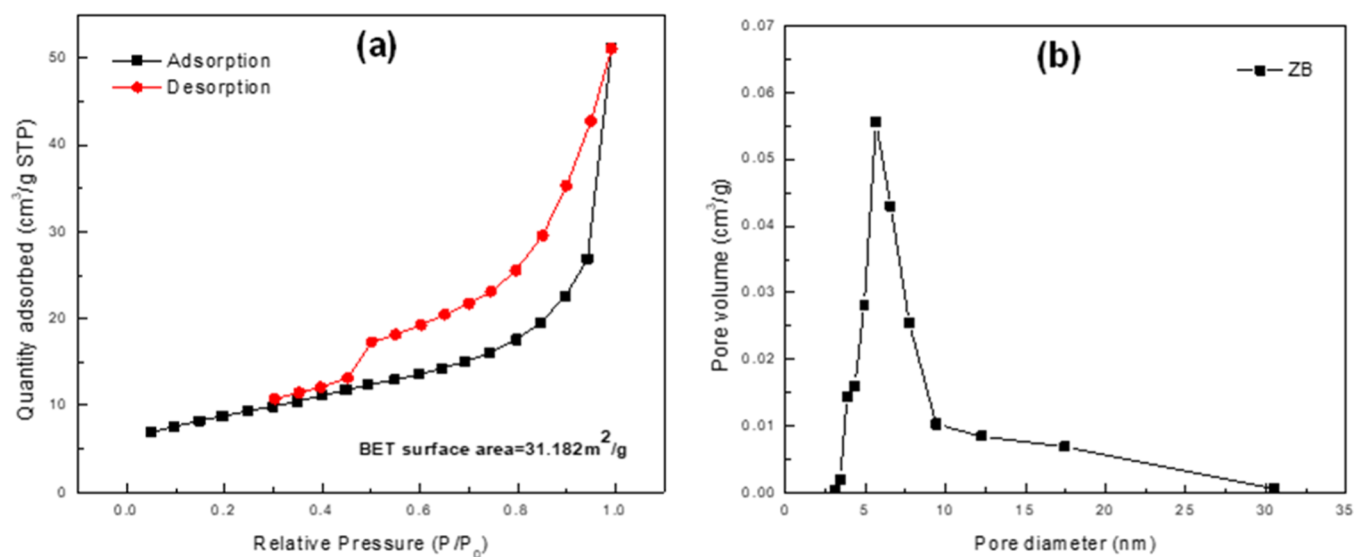 (a)
Adsorption
Desorption
Quantity adsorbed (cm³/g STP)
50
40
30
20
10
0
BET surface area=31.182m²/g
0.0 0.2 0.4 0.6 0.8 1.0
Relative Pressure (P/P₀)
(b)
ZB
Pore volume (cm³/g)
0.07
0.06
0.05
0.04
0.03
0.02
0.01
0.00
0 5 10 15 20 25 30 35
Pore diameter (nm)